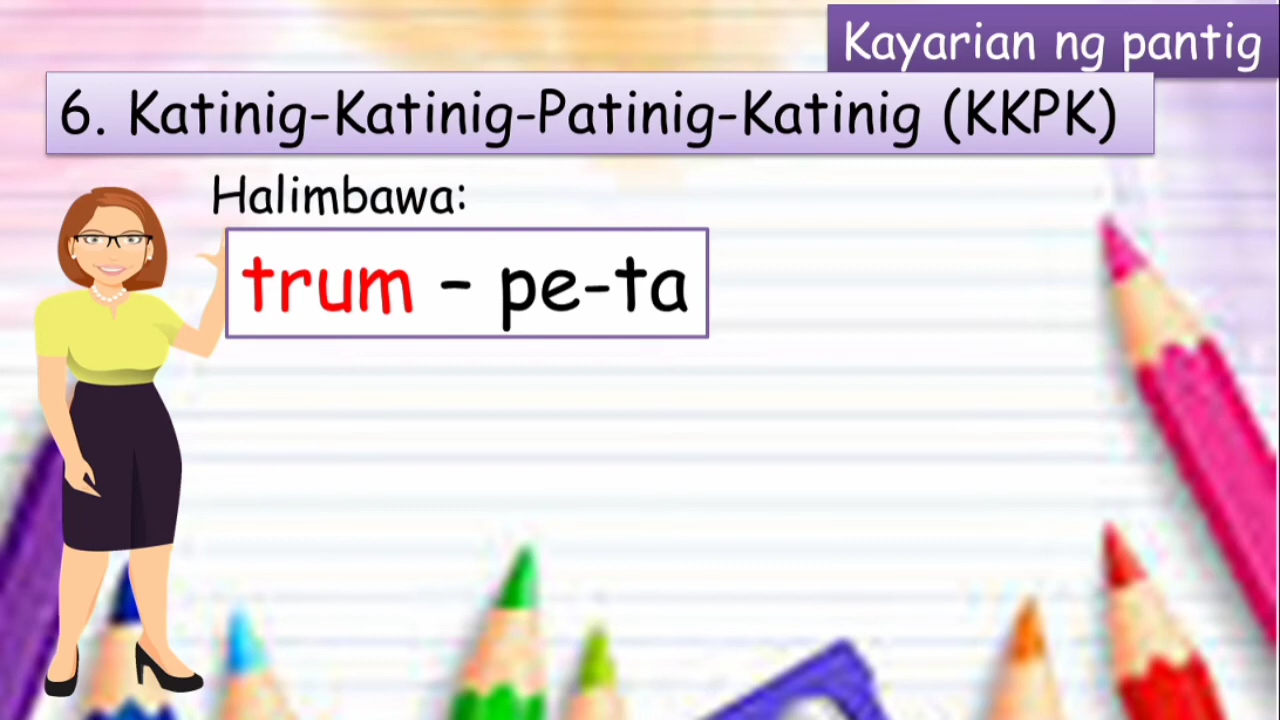 Kayarian ng pantig
6. Katinig-Katinig-Patinig-Katinig (KKPK)
Halimbawa:
trum - pe-ta